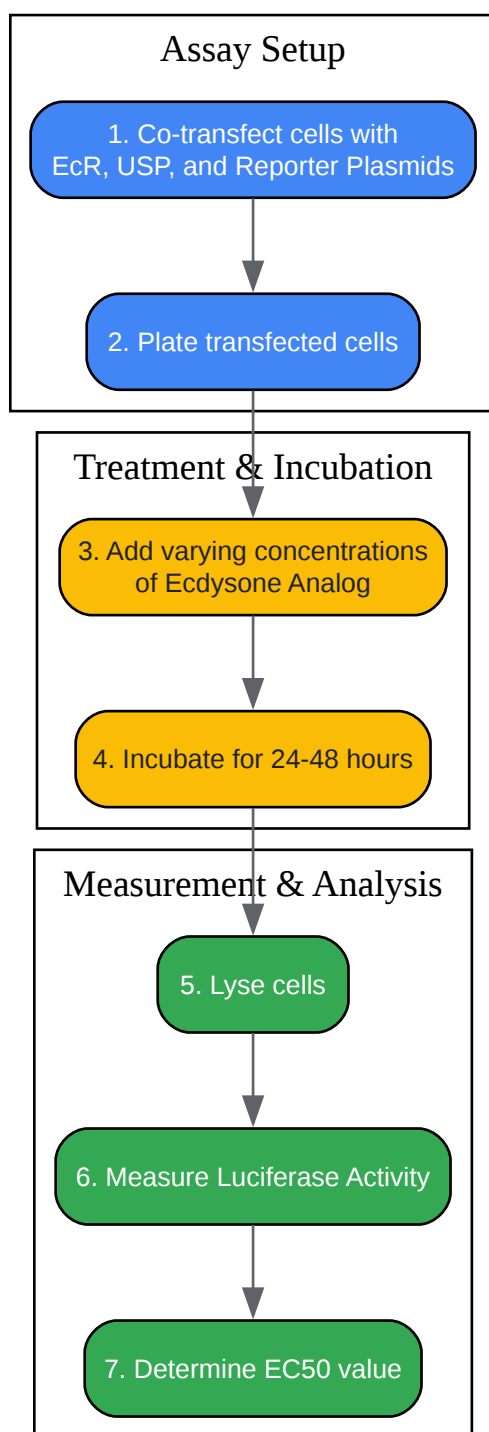 Assay Setup
1. Co-transfect cells with
EcR, USP, and Reporter Plasmids
2. Plate transfected cells
Treatment & Incubation
3. Add varying concentrations
of Ecdysone Analog
4. Incubate for 24-48 hours
Measurement & Analysis
5. Lyse cells
6. Measure Luciferase Activity
7. Determine EC50 value